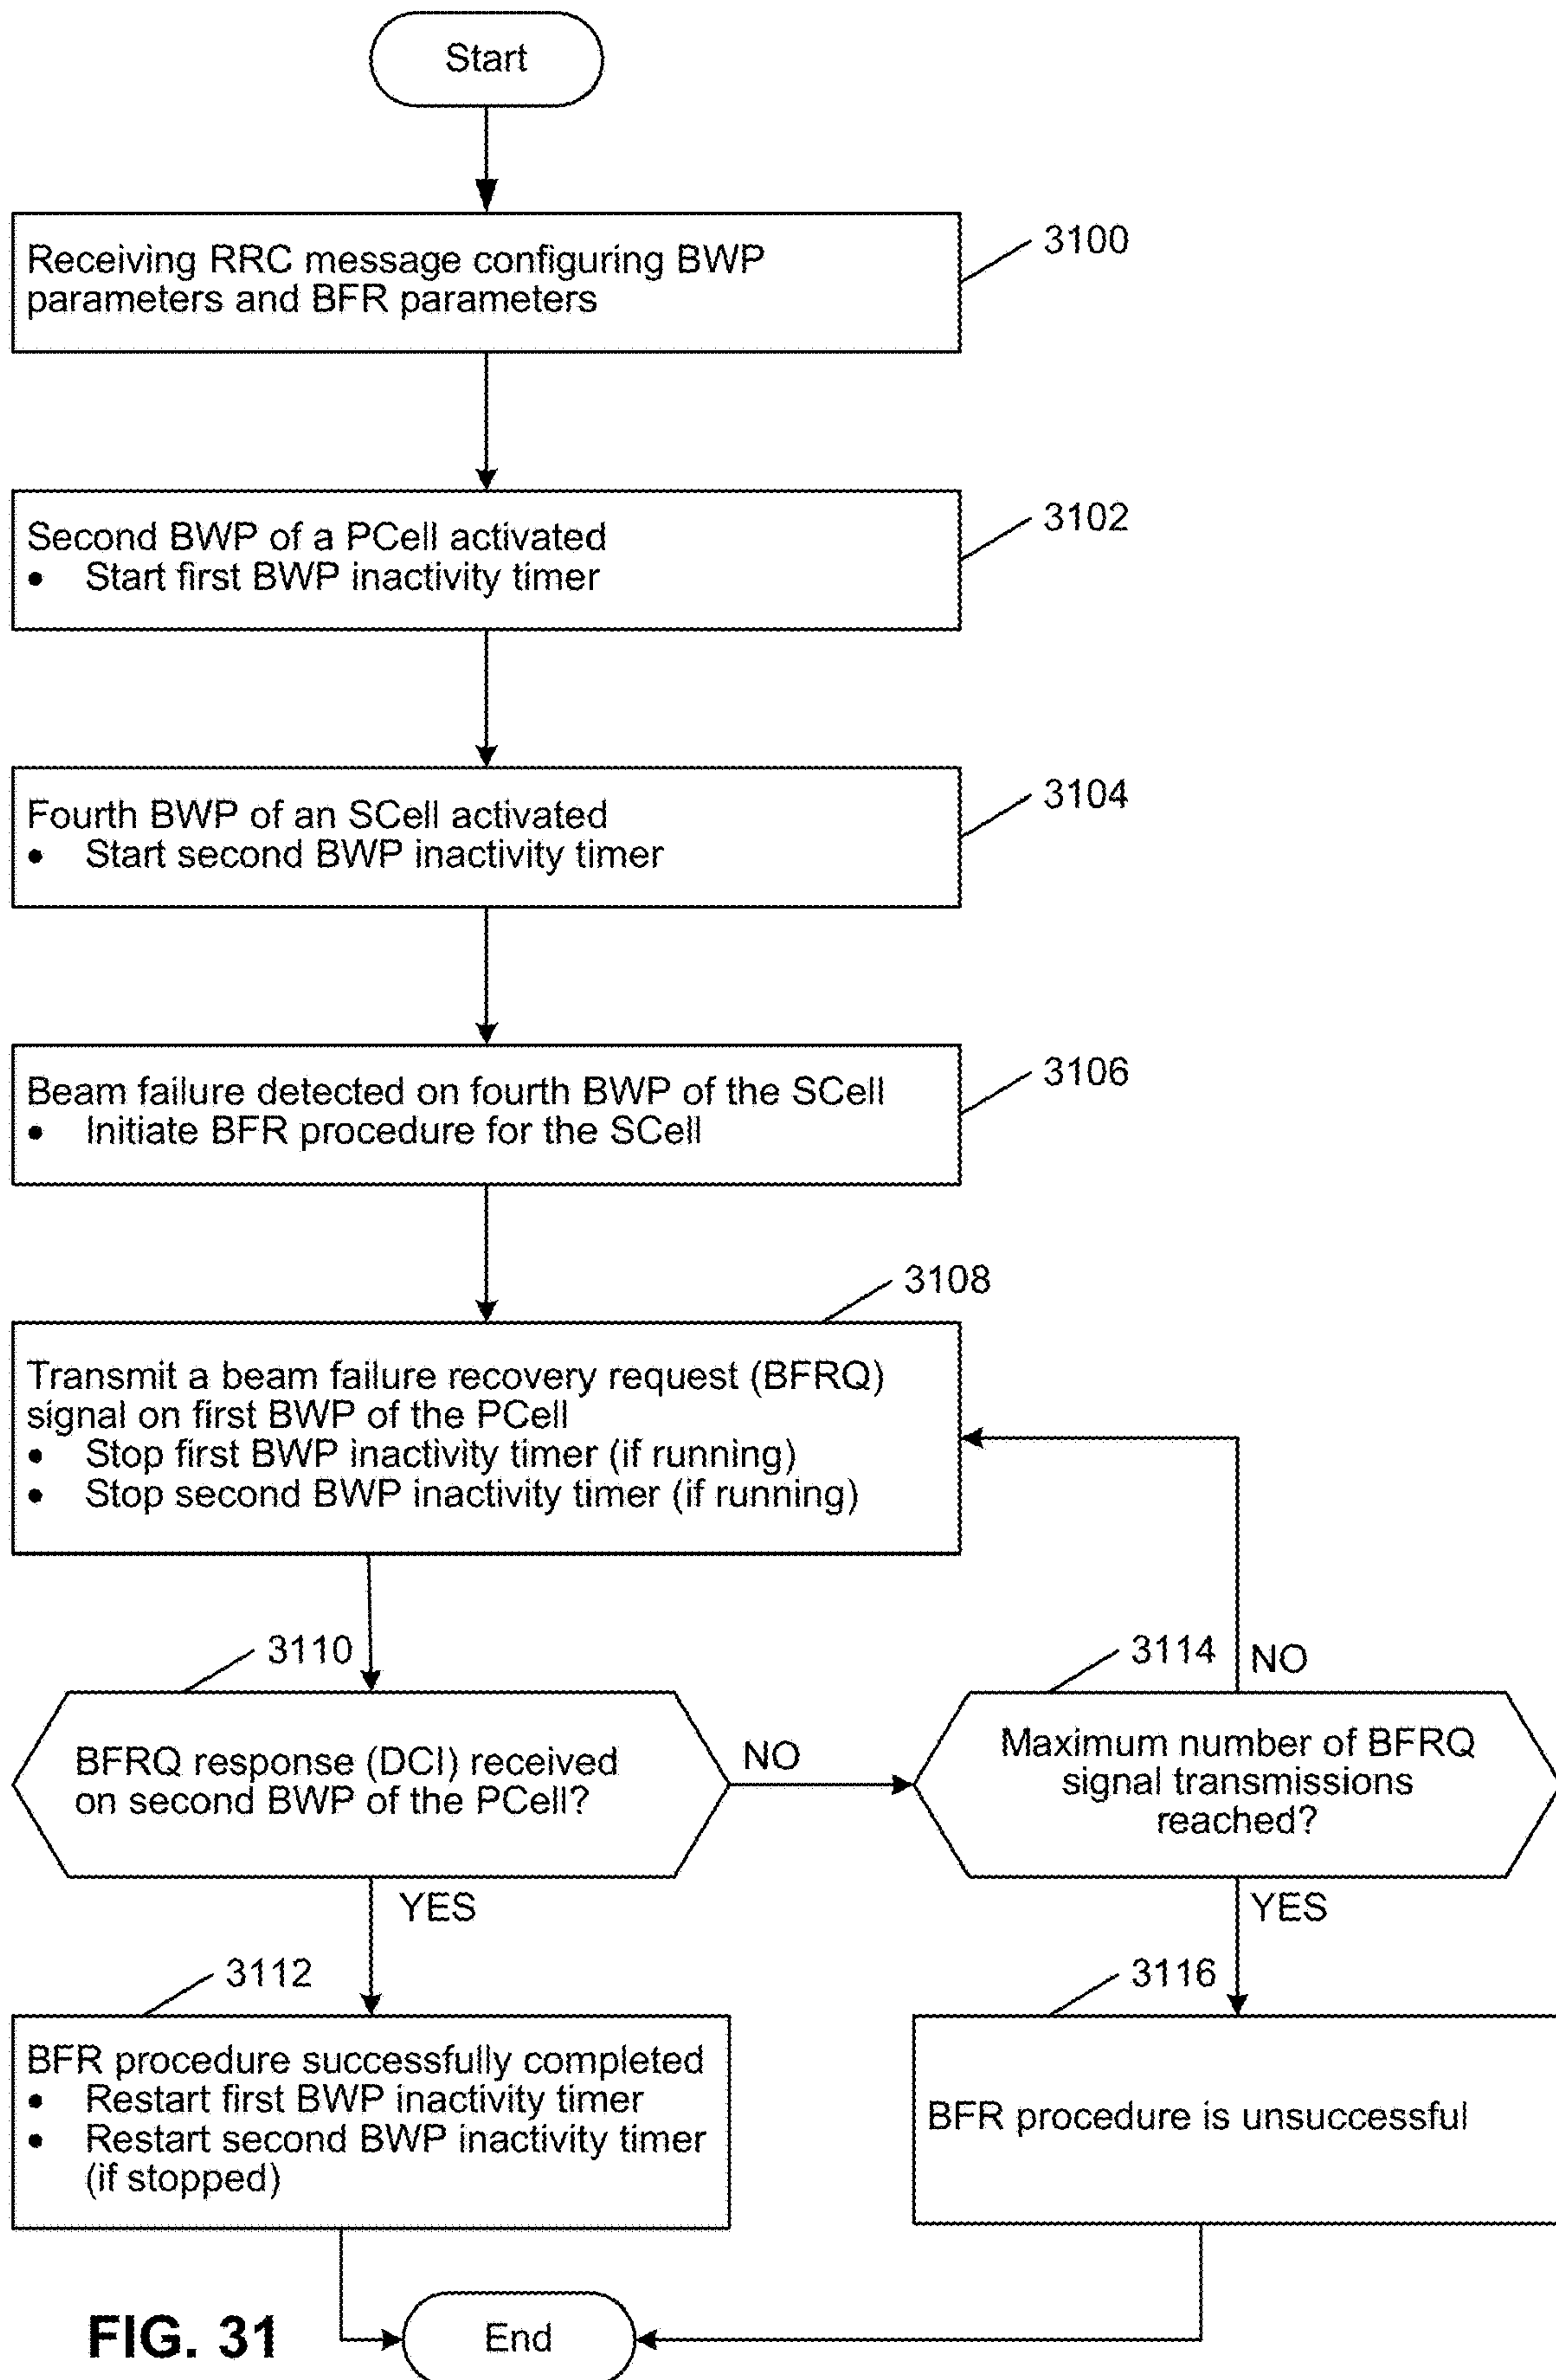 Start
3100
Receiving RRC message configuring BWP
parameters and BFR parameters
3102
Second BWP of a PCell activated
• Start first BWP inactivity timer
3104
Fourth BWP of an SCell activated
• Start second BWP inactivity timer
3106
Beam failure detected on fourth BWP of the SCell
• Initiate BFR procedure for the SCell
3108
Transmit a beam failure recovery request (BFRQ)
signal on first BWP of the PCell
• Stop first BWP inactivity timer (if running)
• Stop second BWP inactivity timer (if running)
3110
BFRQ response (DCI) received
on second BWP of the PCell?
NO
3114
NO
Maximum number of BFRQ
signal transmissions
reached?
YES
YES
3112
BFR procedure successfully completed
• Restart first BWP inactivity timer
• Restart second BWP inactivity timer
(if stopped)
3116
BFR procedure is unsuccessful
End
FIG. 31